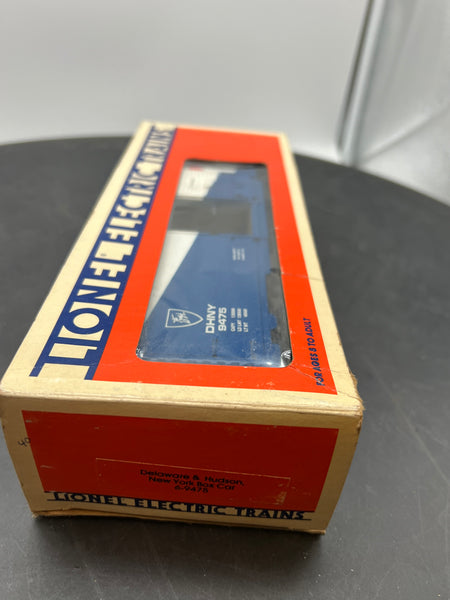 LIONEL ELECTRIC TRAINS
DHNY
9475
FOR AGES 8 TO ADULT
Delaware & Hudson,
New York Box Car
6-9475
LIONEL ELECTRIC TRAINS